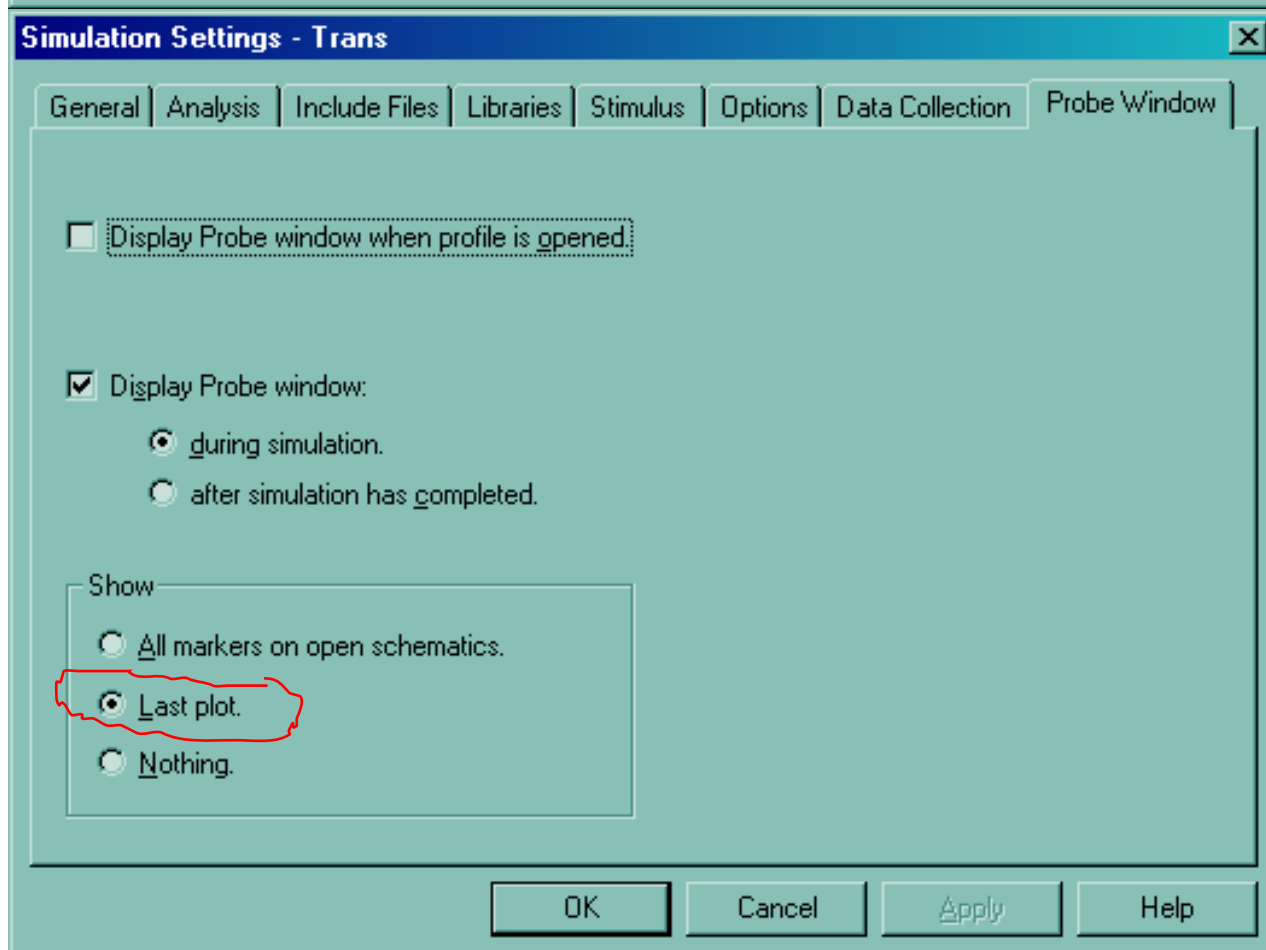 Simulation Settings - Trans
General Analysis Include Files Libraries Stimulus Options Data Collection Probe Window
Display Probe window when profile is opened.
Display Probe window:
during simulation.
after simulation has completed.
Show
All markers on open schematics.
Last plot.
Nothing.
OK Cancel Apply Help